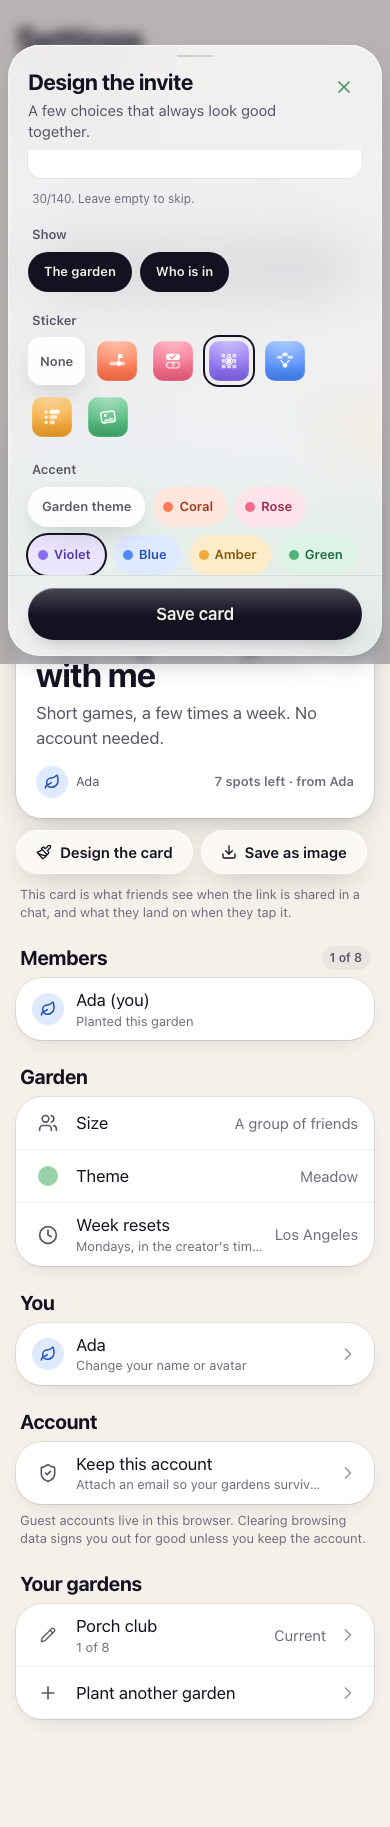 Settings
Design the invite
A few choices that always look good
together.
30/140. Leave empty to skip.
Show
The garden
Who is in
Sticker
None
Accent
Garden theme
Coral
Rose
Violet
Blue
Amber
Green
Save card
with me
Short games, a few times a week. No
account needed.
Ada
7 spots left · from Ada
Design the card
Save as image
This card is what friends see when the link is shared in a
chat, and what they land on when they tap it.
Members
1 of 8
Ada (you)
Planted this garden
Garden
Size
A group of friends
Theme
Meadow
Week resets
Mondays, in the creator's tim...
Los Angeles
You
Ada
Change your name or avatar
Account
Keep this account
Attach an email so your gardens surviv...
Guest accounts live in this browser. Clearing browsing
data signs you out for good unless you keep the account.
Your gardens
Porch club
1 of 8
Current
Plant another garden